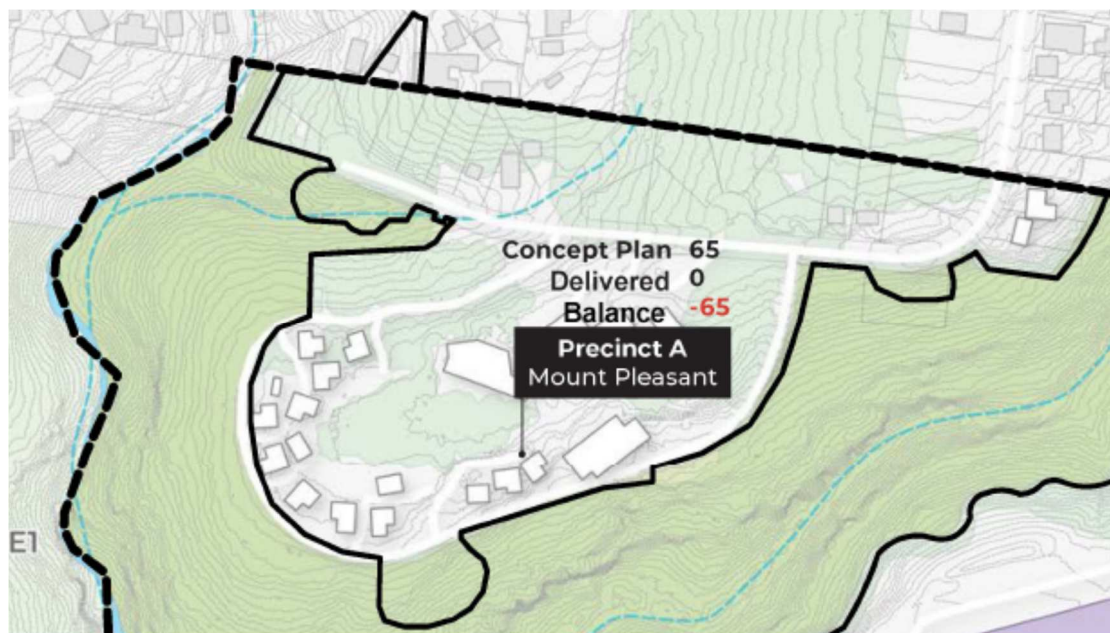 Concept Plan 65
Delivered 0
Balance -65
Precinct A
Mount Pleasant
E1